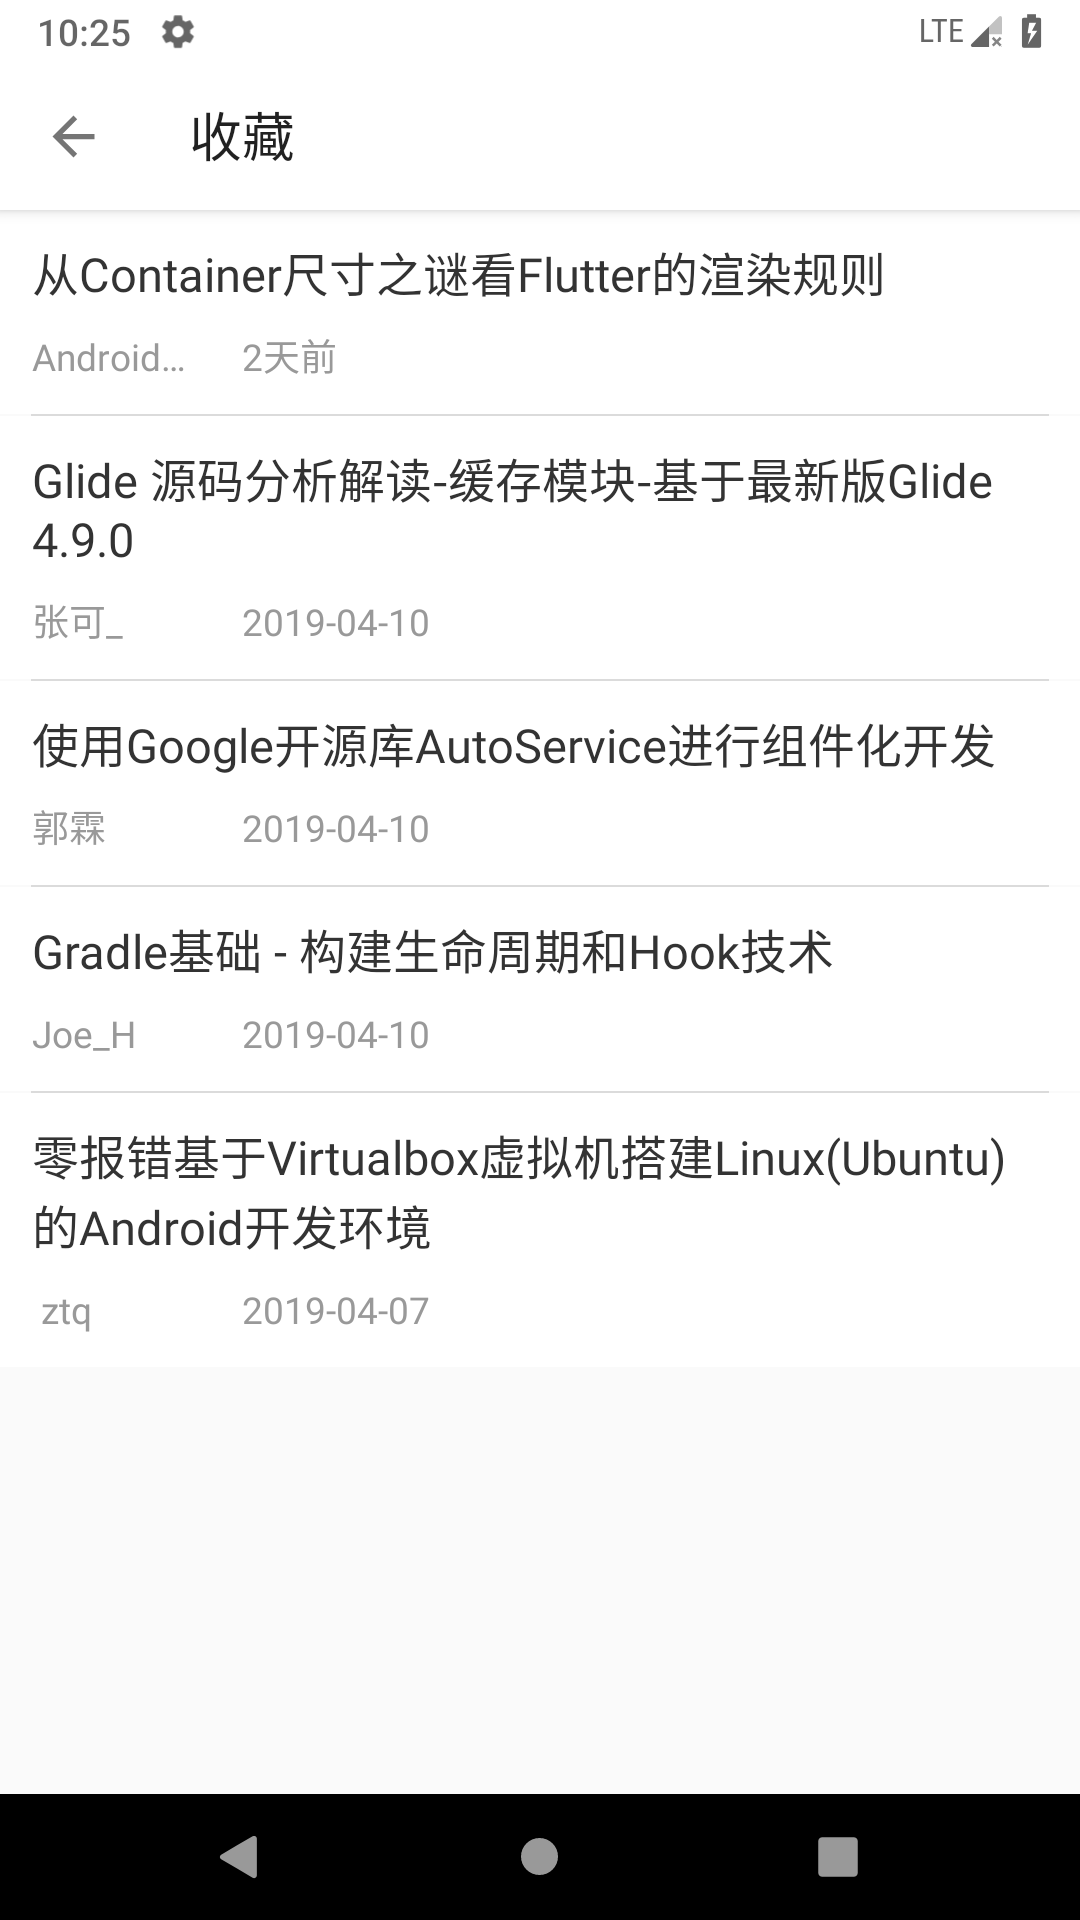 10:25 LTE
收藏
从Container尺寸之谜看Flutter的渲染规则
Android... 2天前
Glide 源码分析解读-缓存模块-基于最新版Glide
4.9.0
张可_ 2019-04-10
使用Google开源库AutoService进行组件化开发
郭霖 2019-04-10
Gradle基础 - 构建生命周期和Hook技术
Joe_H 2019-04-10
零报错基于Virtualbox虚拟机搭建Linux(Ubuntu)
的Android开发环境
ztq 2019-04-07